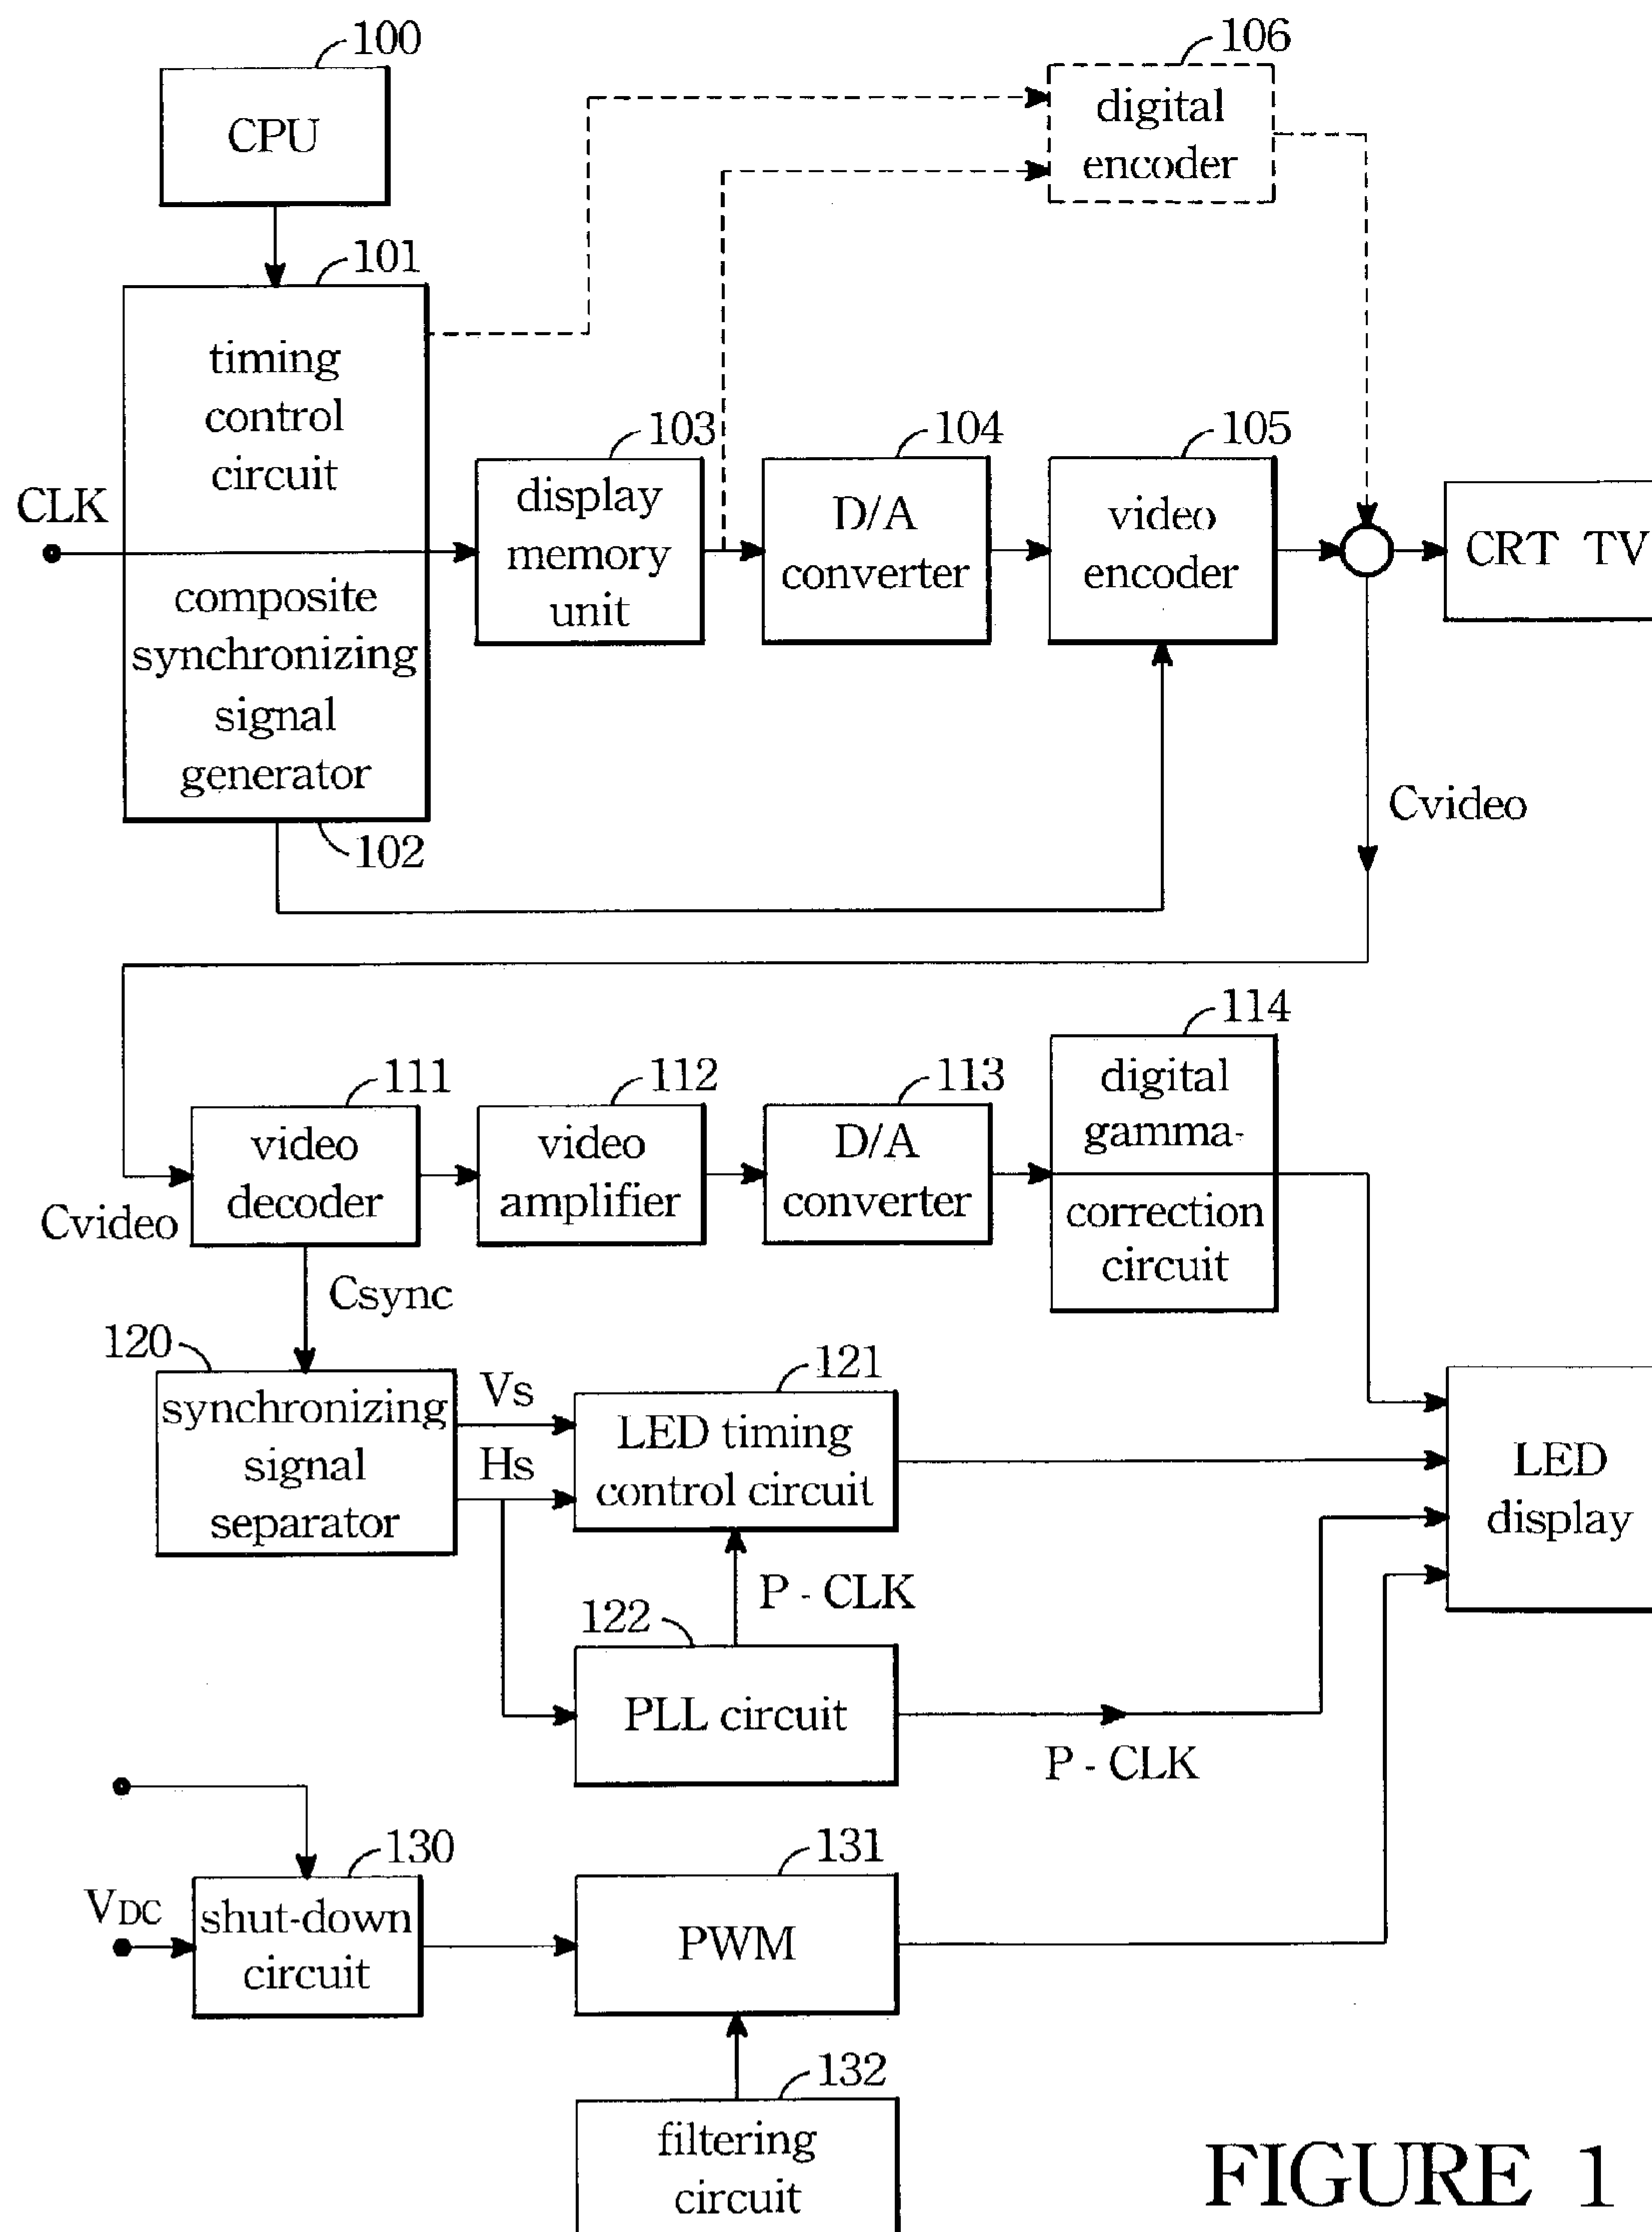 100
CPU
106
digital
encoder
101
timing
control
circuit
CLK
composite
synchronizing
signal
generator
102
103
display
memory
unit
104
D/A
converter
105
video
encoder
CRT TV
Cvideo
114
digital
gamma-
correction
circuit
111
video
decoder
112
video
amplifier
113
D/A
converter
Cvideo
Csync
120
synchronizing
signal
separator
Vs
Hs
121
LED timing
control circuit
LED
display
P - CLK
122
PLL circuit
P - CLK
130
VDC
shut-down
circuit
131
PWM
132
filtering
circuit
FIGURE 1